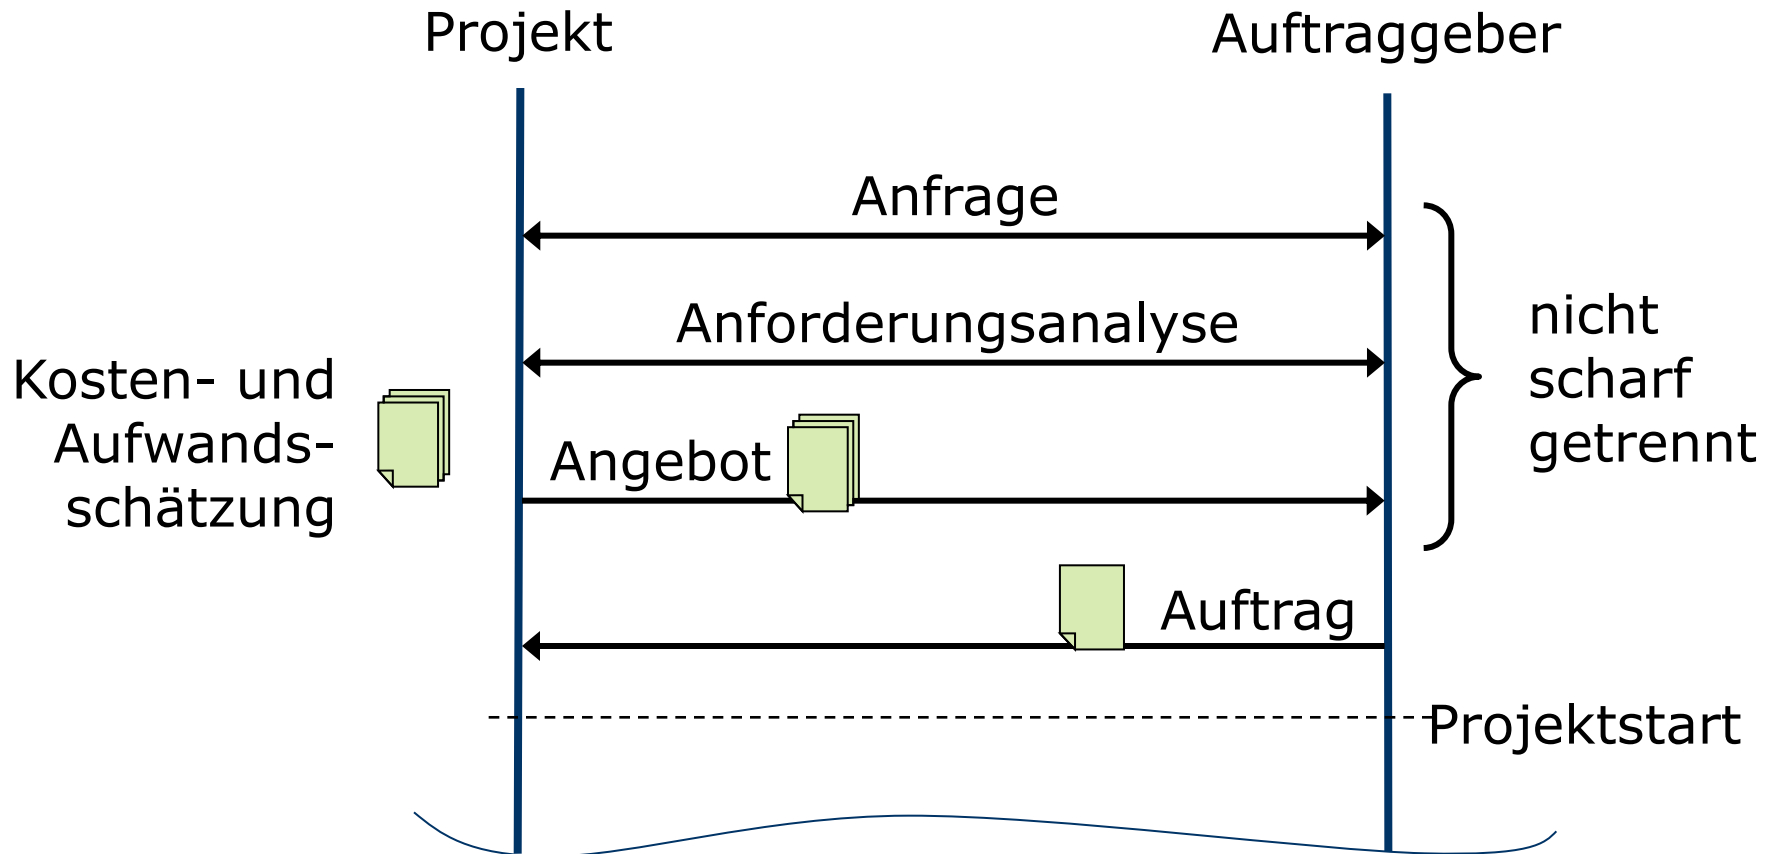 Projekt
Auftraggeber
Anfrage
Anforderungsanalyse
nicht
scharf
getrennt
Kosten- und
Aufwands-
schätzung
Angebot
Auftrag
Projektstart